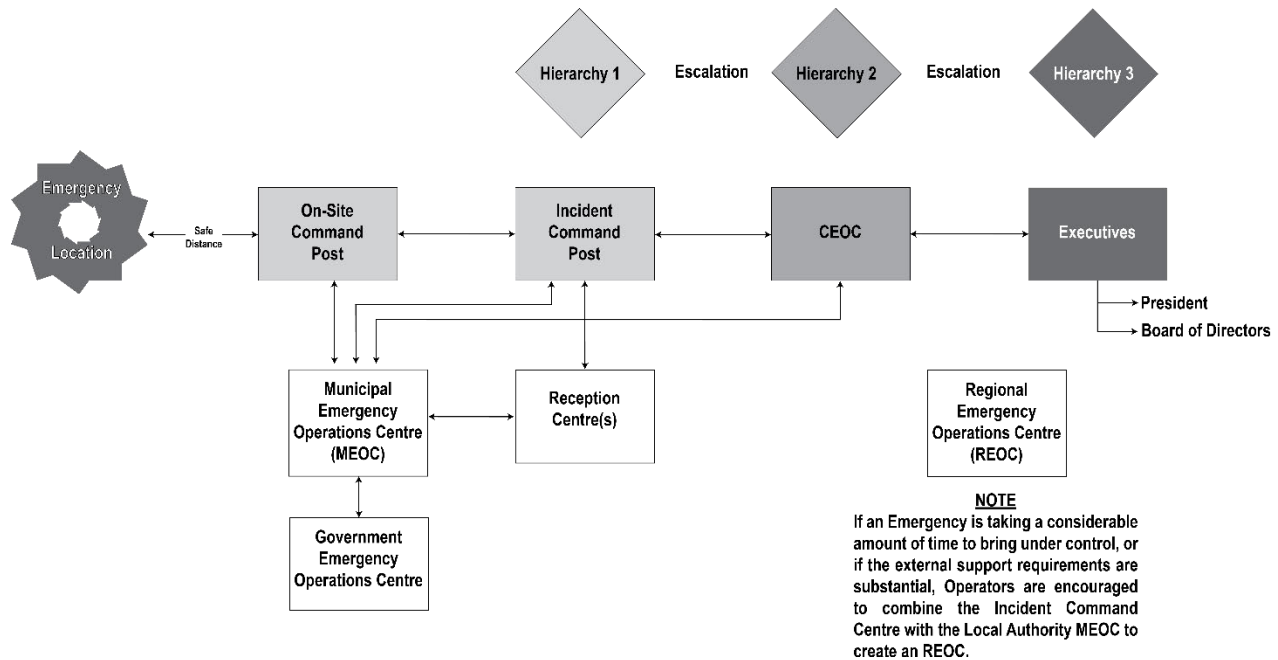 Hierarchy 1
Escalation
Hierarchy 2
Escalation
Hierarchy 3
Emergency
Location
Safe
Distance
On-Site
Command
Post
Incident
Command
Post
CEOC
Executives
President
Board of Directors
Municipal
Emergency
Operations Centre
(MEOC)
Reception
Centre(s)
Regional
Emergency
Operations Centre
(REOC)
Government
Emergency
Operations Centre
NOTE
If an Emergency is taking a considerable
amount of time to bring under control, or
if the external support requirements are
substantial, Operators are encouraged
to combine the Incident Command
Centre with the Local Authority MEOC to
create an REOC.